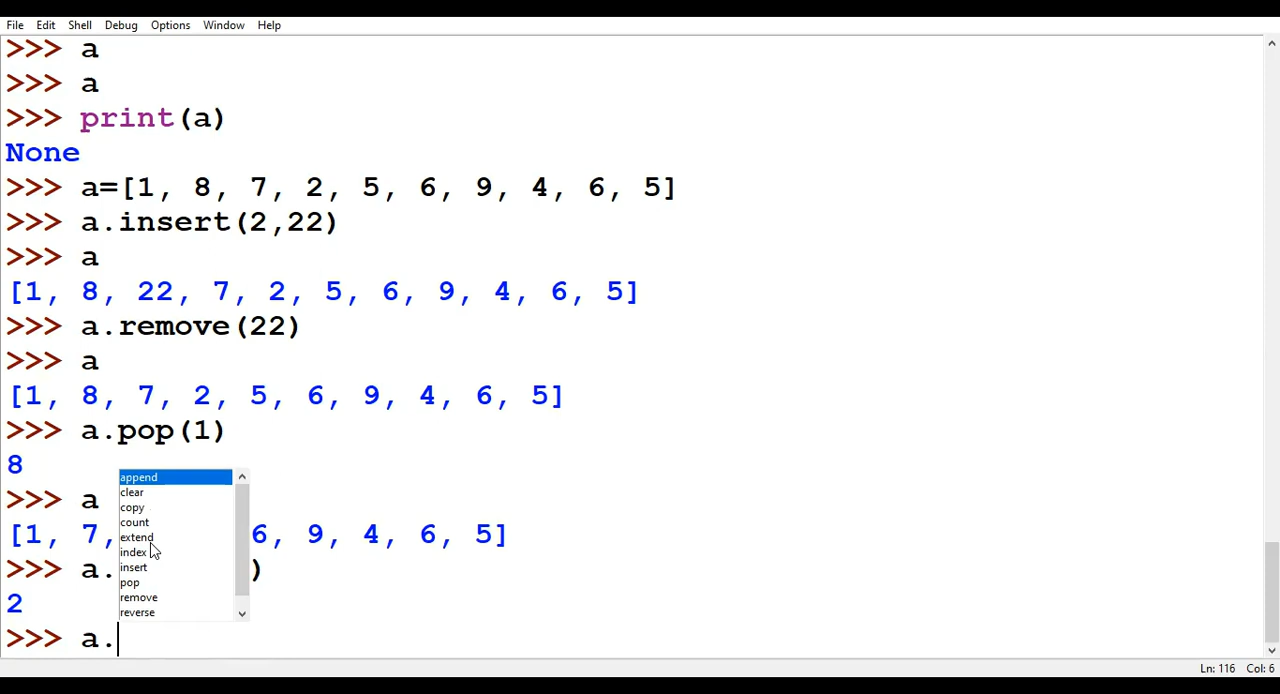 File Edit Shell Debug Options Window Help
>>> a
>>> a
>>> print(a)
None
>>> a=[1, 8, 7, 2, 5, 6, 9, 4, 6, 5]
>>> a.insert(2,22)
>>> a
[1, 8, 22, 7, 2, 5, 6, 9, 4, 6, 5]
>>> a.remove(22)
>>> a
[1, 8, 7, 2, 5, 6, 9, 4, 6, 5]
>>> a.pop(1)
8
>>> a
[1, 7, 6, 9, 4, 6, 5]
>>> a. )
2
>>> a.
append
clear
copy
count
extend
index
insert
pop
remove
reverse
Ln: 116 Col: 6